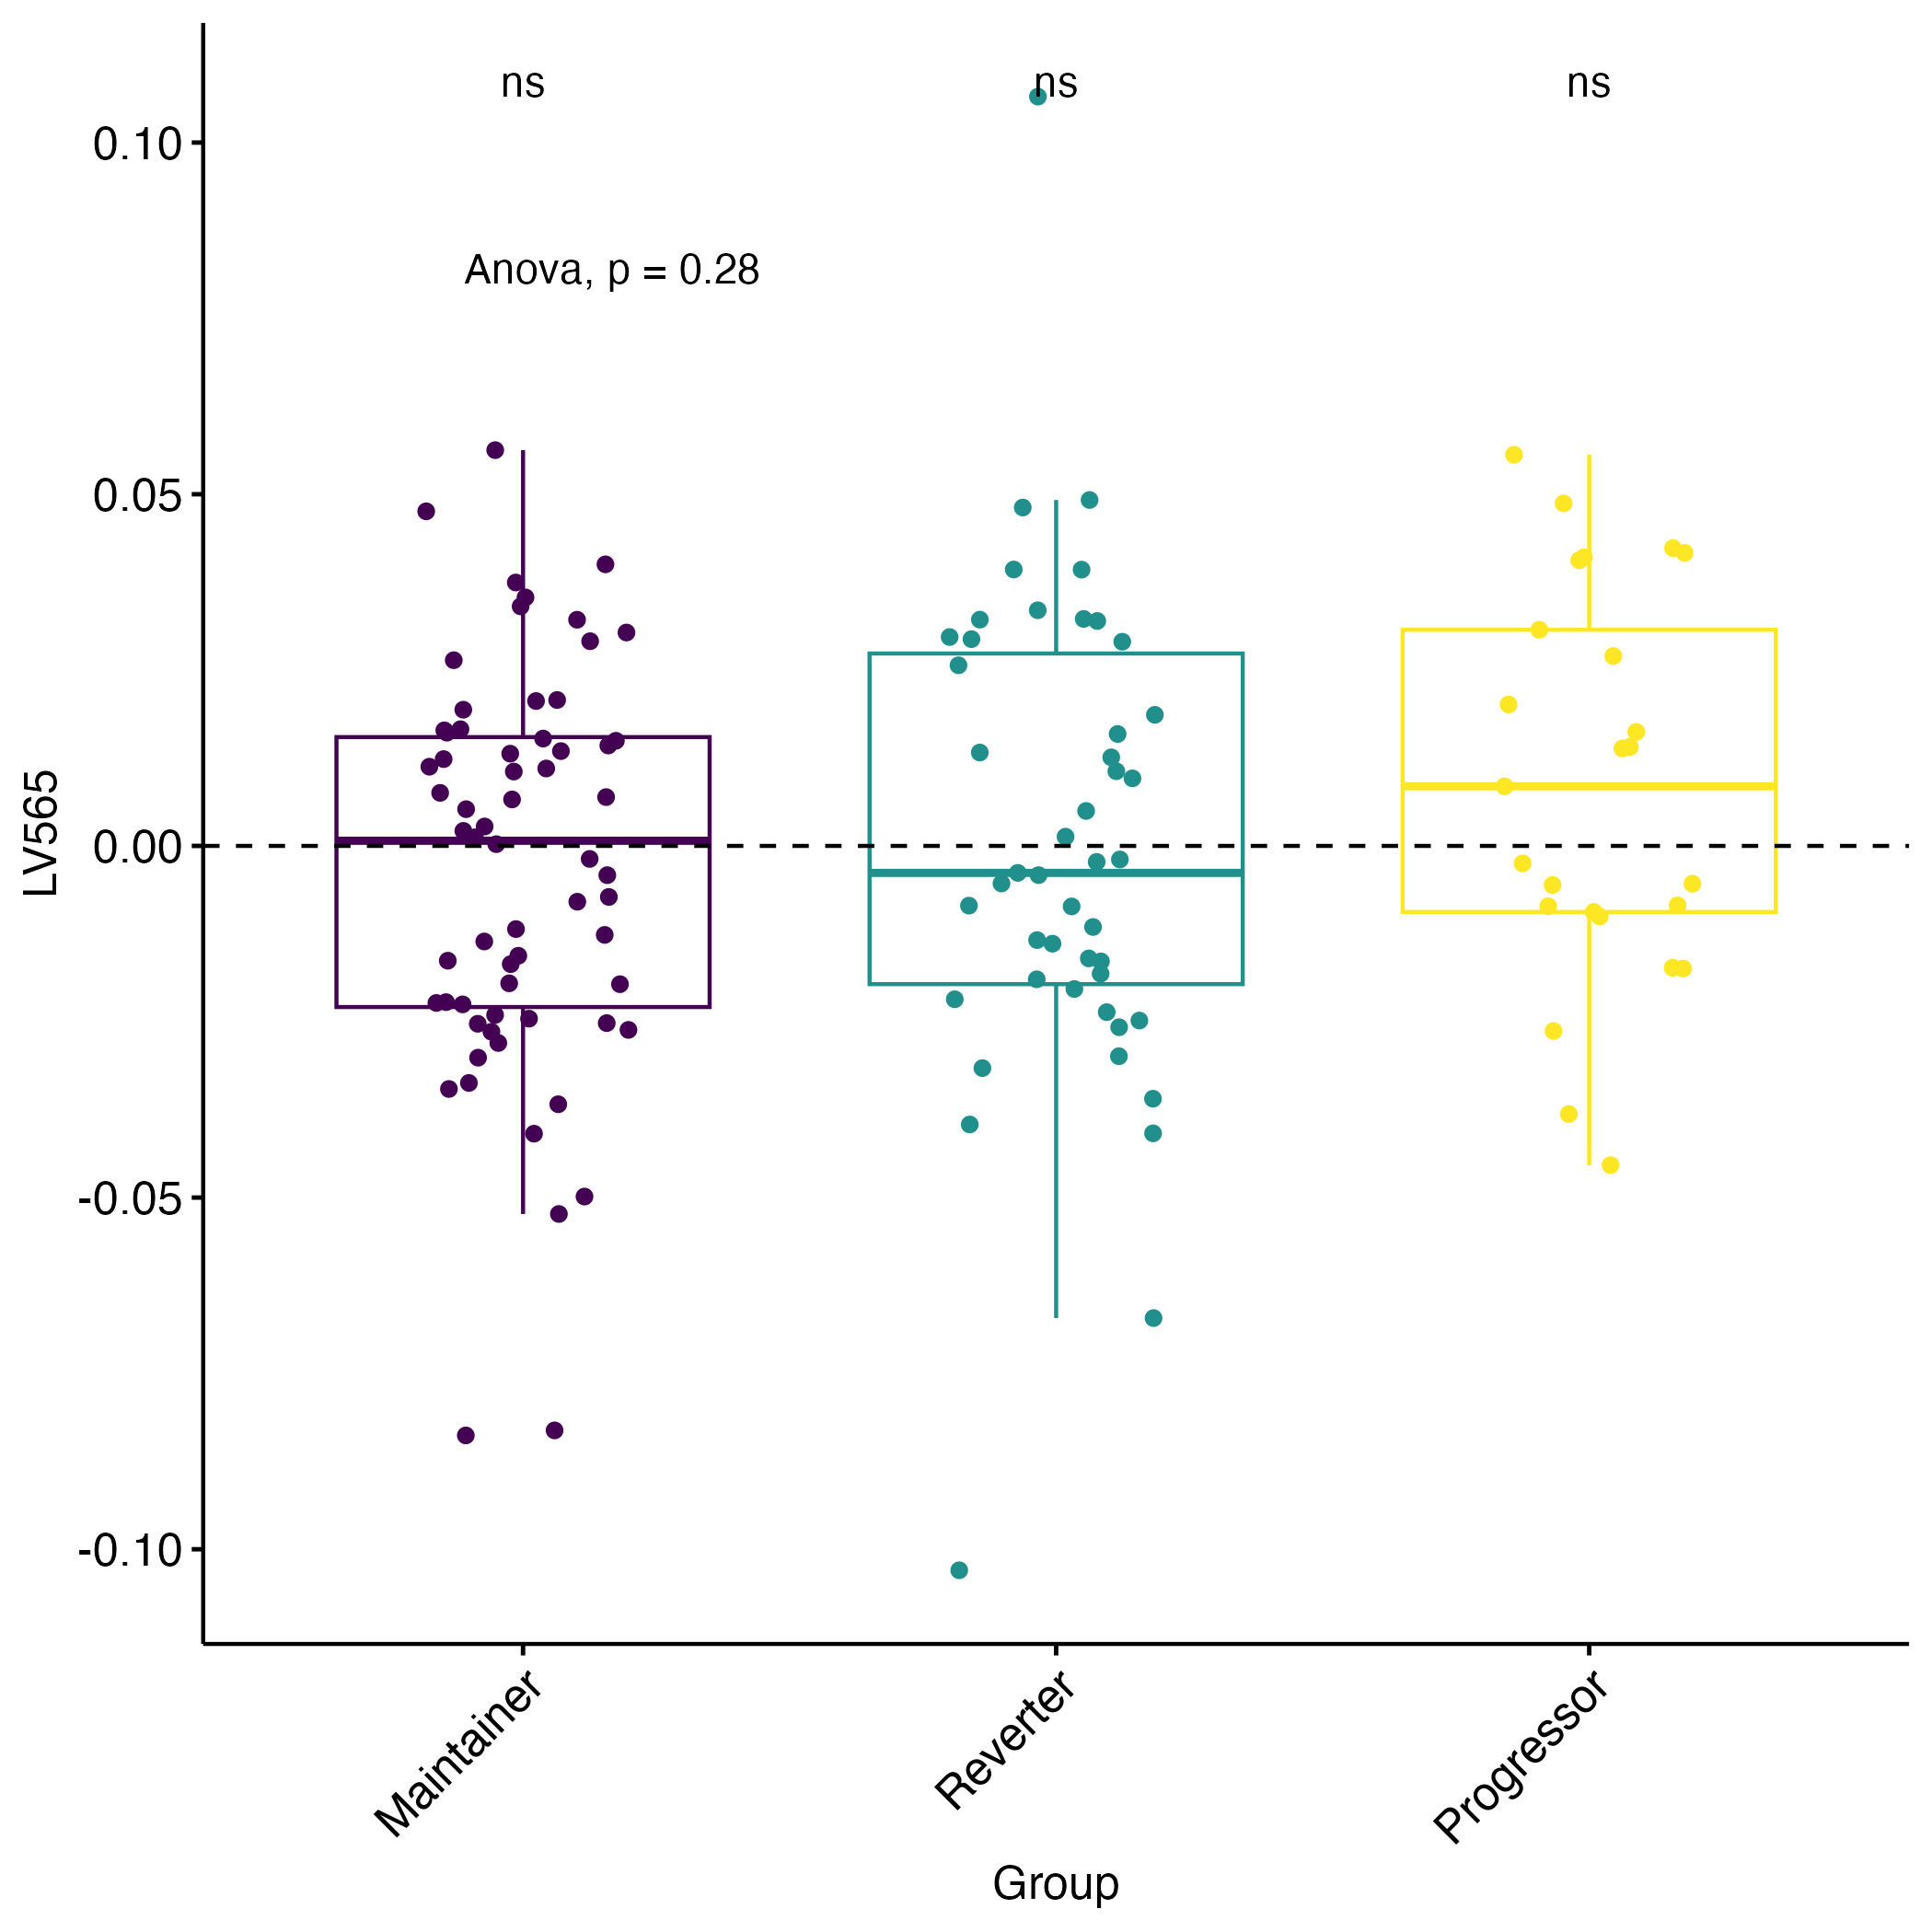 ns ns ns
Anova, p = 0.28
0.10
0.05
0.00
-0.05
-0.10
LV565
Maintainer
Reverter
Progressor
Group